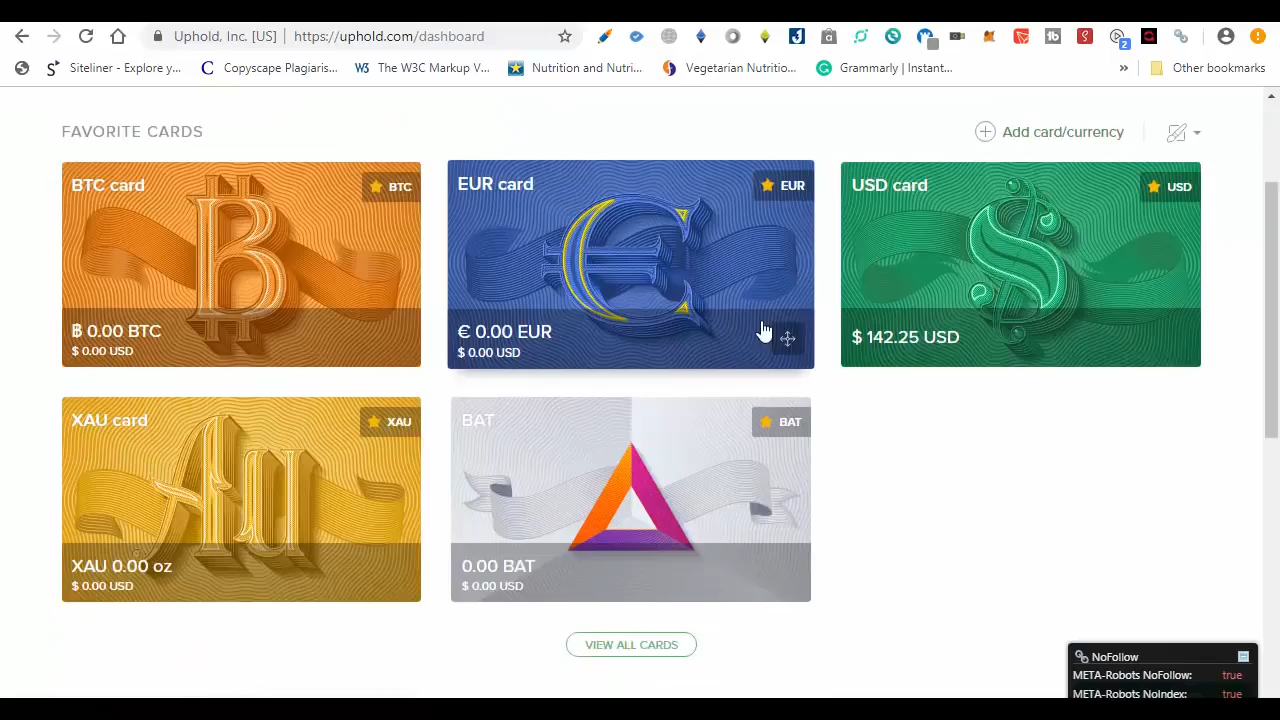 Uphold, Inc. [US] | https://uphold.com/dashboard
2
Siteliner - Explore y...
Copyscape Plagiaris...
W3 The W3C Markup V...
Nutrition and Nutri...
Vegetarian Nutritio...
Grammarly | Instant...
» Other bookmarks
FAVORITE CARDS
Add card/currency
BTC card
BTC
฿ 0.00 BTC
$ 0.00 USD
EUR card
EUR
€ 0.00 EUR
$ 0.00 USD
USD card
USD
$ 142.25 USD
XAU card
XAU
Au
XAU 0.00 oz
$ 0.00 USD
BAT
BAT
0.00 BAT
$ 0.00 USD
VIEW ALL CARDS
NoFollow
META-Robots NoFollow: true
META-Robots NoIndex: true